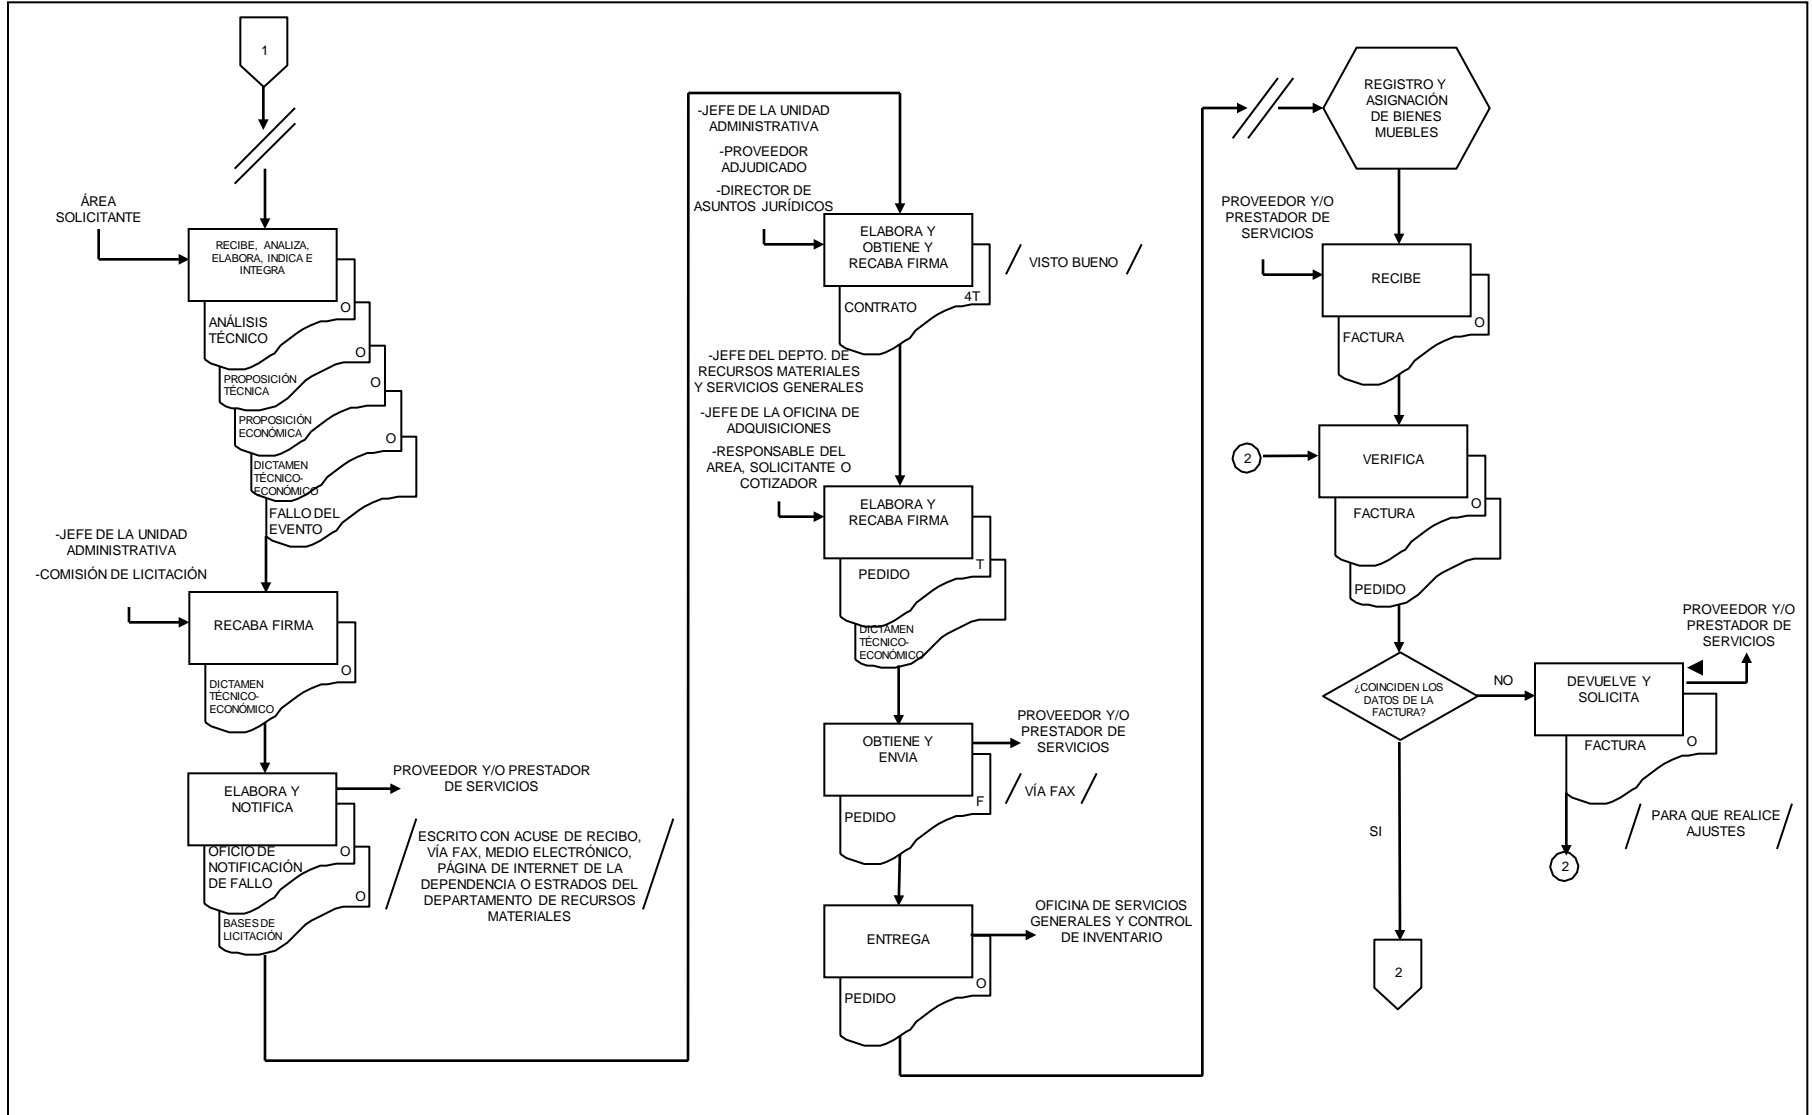 1
ÁREA
SOLICITANTE
RECIBE, ANALIZA,
ELABORA, INDICA E
INTEGRA
O
ANÁLISIS
TÉCNICO
O
PROPOSICIÓN
TÉCNICA
O
PROPOSICIÓN
ECONÓMICA
O
DICTAMEN
TÉCNICO-
ECONÓMICO
FALLO DEL
EVENTO
-JEFE DE LA UNIDAD
ADMINISTRATIVA
-COMISIÓN DE LICITACIÓN
RECABA FIRMA
O
DICTAMEN
TÉCNICO-
ECONÓMICO
ELABORA Y
NOTIFICA
PROVEEDOR Y/O PRESTADOR
DE SERVICIOS
O
OFICIO DE
NOTIFICACIÓN
DE FALLO
O
BASES DE
LICITACIÓN
ESCRITO CON ACUSE DE RECIBO,
VÍA FAX, MEDIO ELECTRÓNICO,
PÁGINA DE INTERNET DE LA
DEPENDENCIA O ESTRADOS DEL
DEPARTAMENTO DE RECURSOS
MATERIALES
-JEFE DE LA UNIDAD
ADMINISTRATIVA
-PROVEEDOR
ADJUDICADO
-DIRECTOR DE
ASUNTOS JURÍDICOS
ELABORA Y
OBTIENE Y
RECABA FIRMA
VISTO BUENO
4T
CONTRATO
-JEFE DEL DEPTO. DE
RECURSOS MATERIALES
Y SERVICIOS GENERALES
-JEFE DE LA OFICINA DE
ADQUISICIONES
-RESPONSABLE DEL
AREA, SOLICITANTE O
COTIZADOR
ELABORA Y
RECABA FIRMA
T
PEDIDO
DICTAMEN
TÉCNICO-
ECONÓMICO
OBTIENE Y
ENVIA
PROVEEDOR Y/O
PRESTADOR DE
SERVICIOS
VÍA FAX
F
PEDIDO
ENTREGA
OFICINA DE SERVICIOS
GENERALES Y CONTROL
DE INVENTARIO
O
PEDIDO
REGISTRO Y
ASIGNACIÓN
DE BIENES
MUEBLES
PROVEEDOR Y/O
PRESTADOR DE
SERVICIOS
RECIBE
O
FACTURA
2
VERIFICA
O
FACTURA
PEDIDO
¿COINCIDEN LOS
DATOS DE LA
FACTURA?
NO
PROVEEDOR Y/O
PRESTADOR DE
SERVICIOS
DEVUELVE Y
SOLICITA
O
FACTURA
PARA QUE REALICE
AJUSTES
2
SI
2